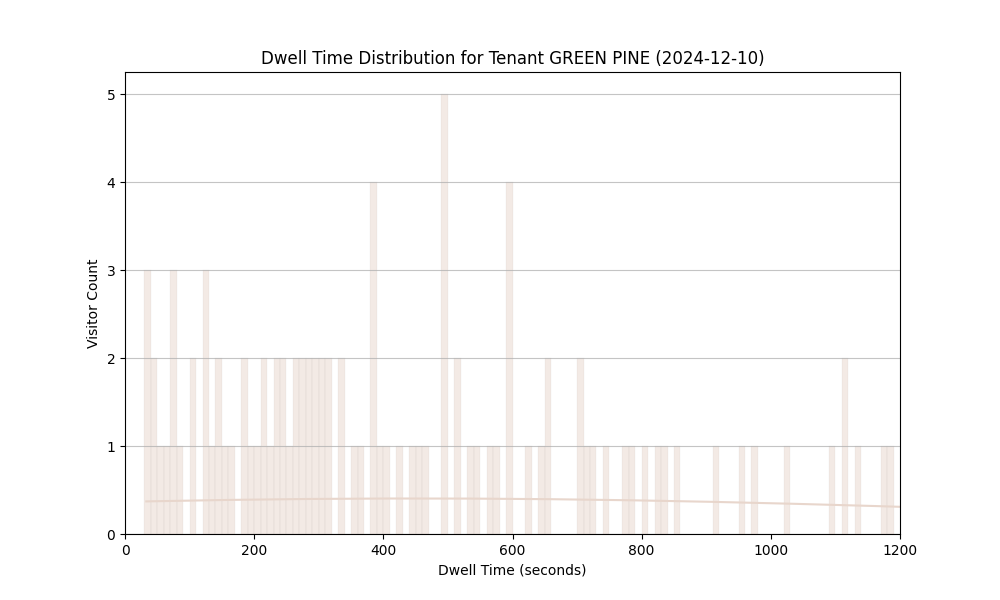 Dwell Time Distribution for Tenant GREEN PINE (2024-12-10)
5
4
3
2
1
0
Visitor Count
0 200 400 600 800 1000 1200
Dwell Time (seconds)